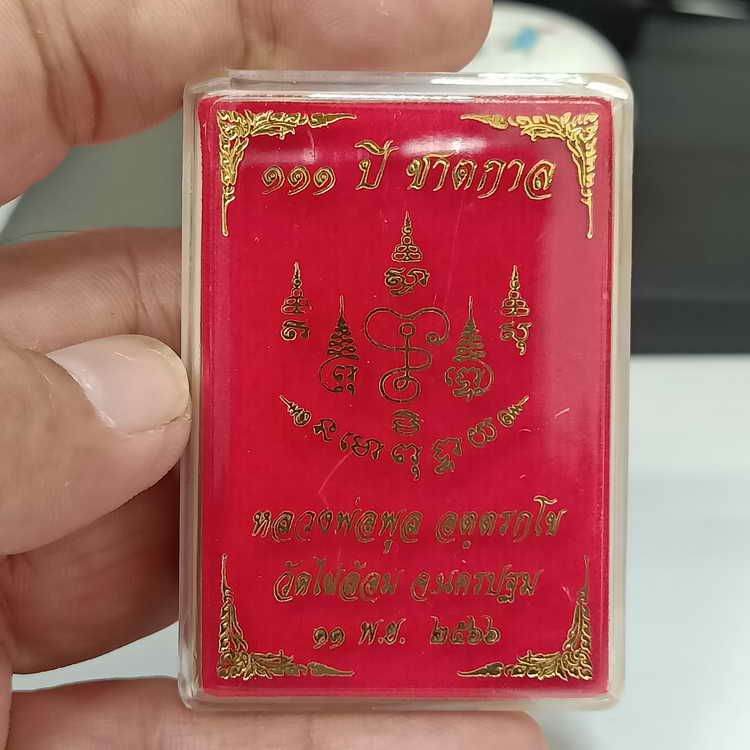 ๑๑๑ ปี ชาตกาล
หลวงพ่อพูล อตฺตรกฺโข
วัดไผ่ล้อม จ.นครปฐม
๑๑ พ.ย. ๒๕๖๖